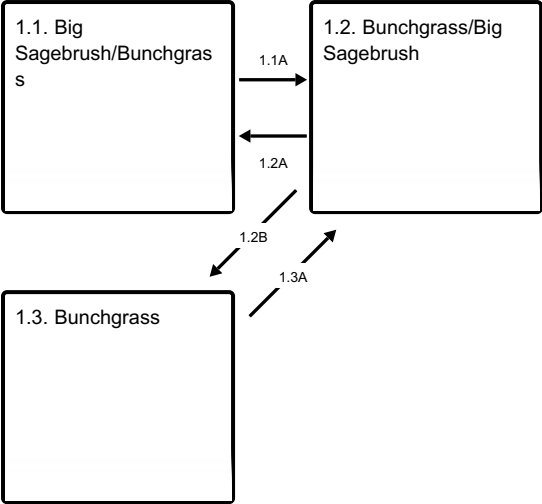 1.1. Big
Sagebrush/Bunchgras
s
1.1A
1.2. Bunchgrass/Big
Sagebrush
1.2A
1.2B
1.3A
1.3. Bunchgrass